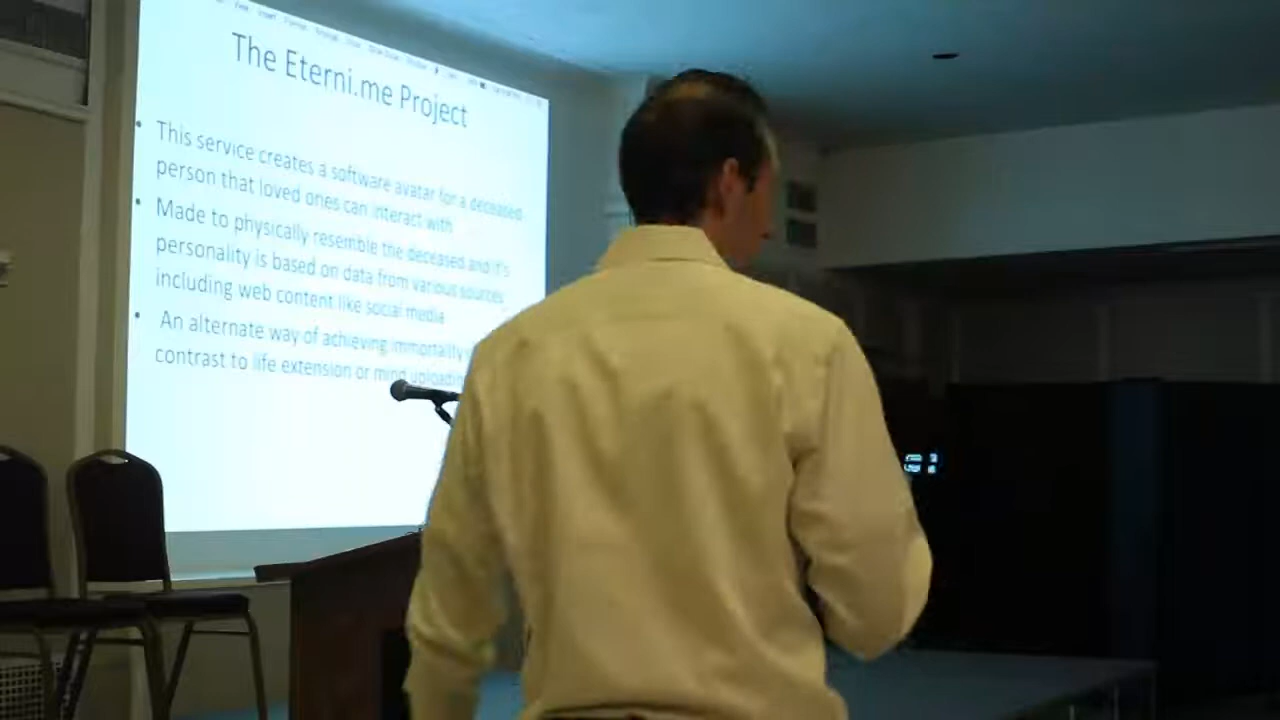 The Eterni.me Project
• This service creates a software avatar for a deceased
person that loved ones can interact with
• Made to physically resemble the deceased and it's
personality is based on data from various sources
including web content like social media
• An alternate way of achieving immortality
contrast to life extension or mind uploading